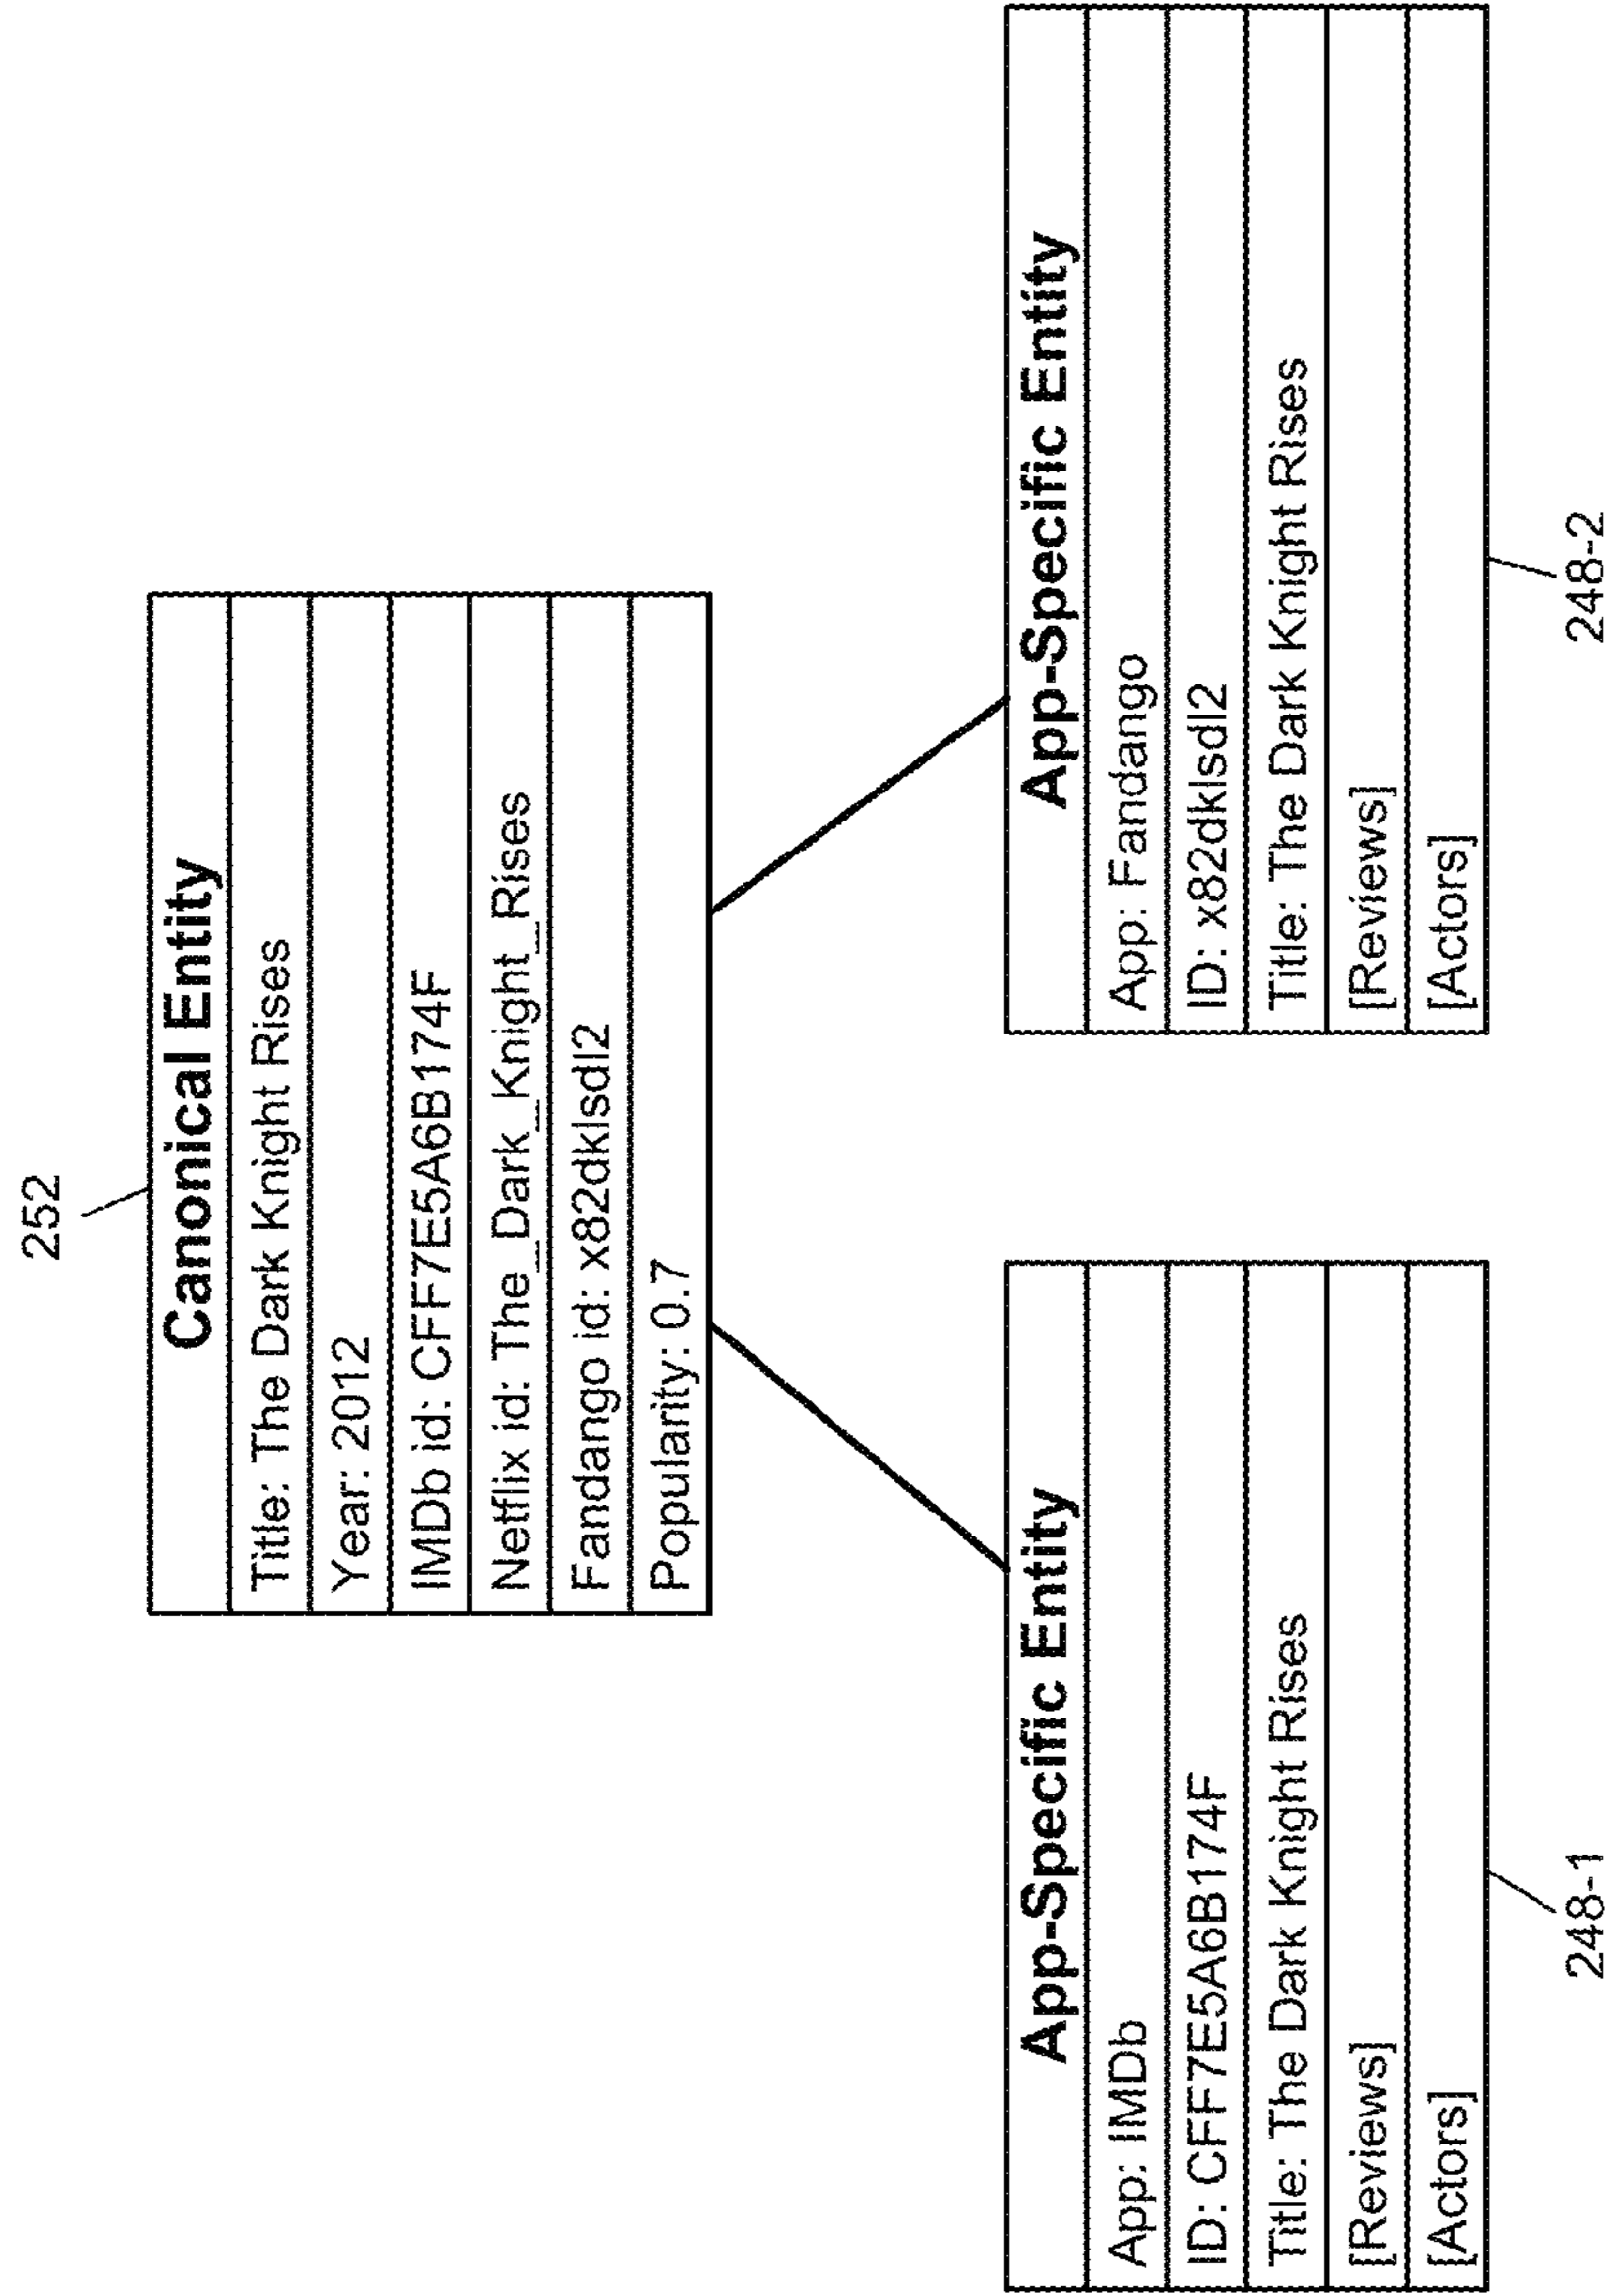 252
Canonical Entity
Title: The Dark Knight Rises
Year: 2012
IMDb id: CFF7E5A6B174F
Netflix id: The_Dark_Knight_Rises
Fandango id: x82dklsdl2
Popularity: 0.7
App-Specific Entity
App: IMDb
ID: CFF7E5A6B174F
Title: The Dark Knight Rises
[Reviews]
[Actors]
248-1
App-Specific Entity
App: Fandango
ID: x82dklsdl2
Title: The Dark Knight Rises
[Reviews]
[Actors]
248-2